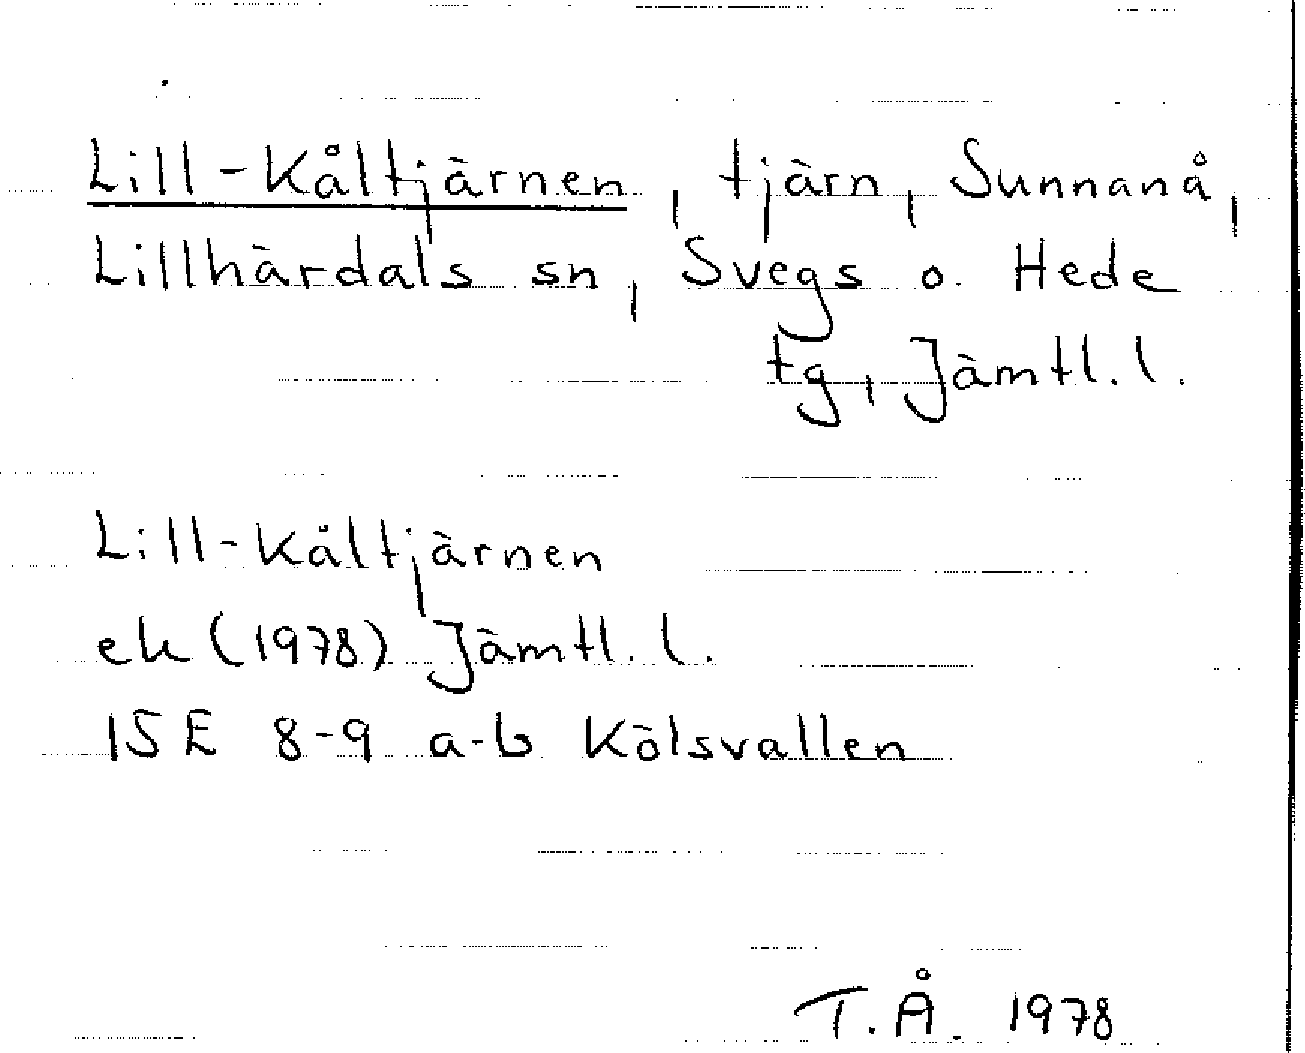 Lill-Kåltjärnen, tjärn, Sunnanå,
Lillhärdals sn, Svegs o. Hede
tg, Jämtl.l.
Lill-Kåltjärnen
ek (1978) Jämtl. l.
15 E 8-9 a-b Kölsvallen
T.Å. 1978